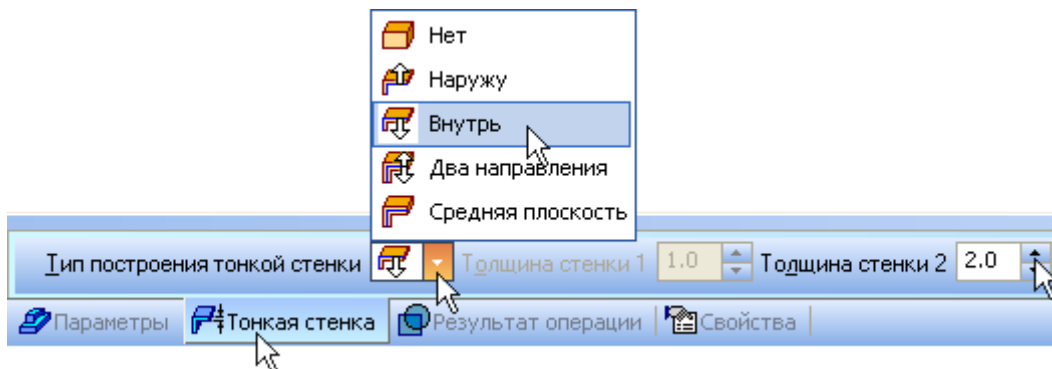 Нет
Наружу
Внутрь
Два направления
Средняя плоскость
Тип построения тонкой стенки Толщина стенки 1 1.0 Толщина стенки 2 2.0
Параметры Тонкая стенка Результат операции Свойства